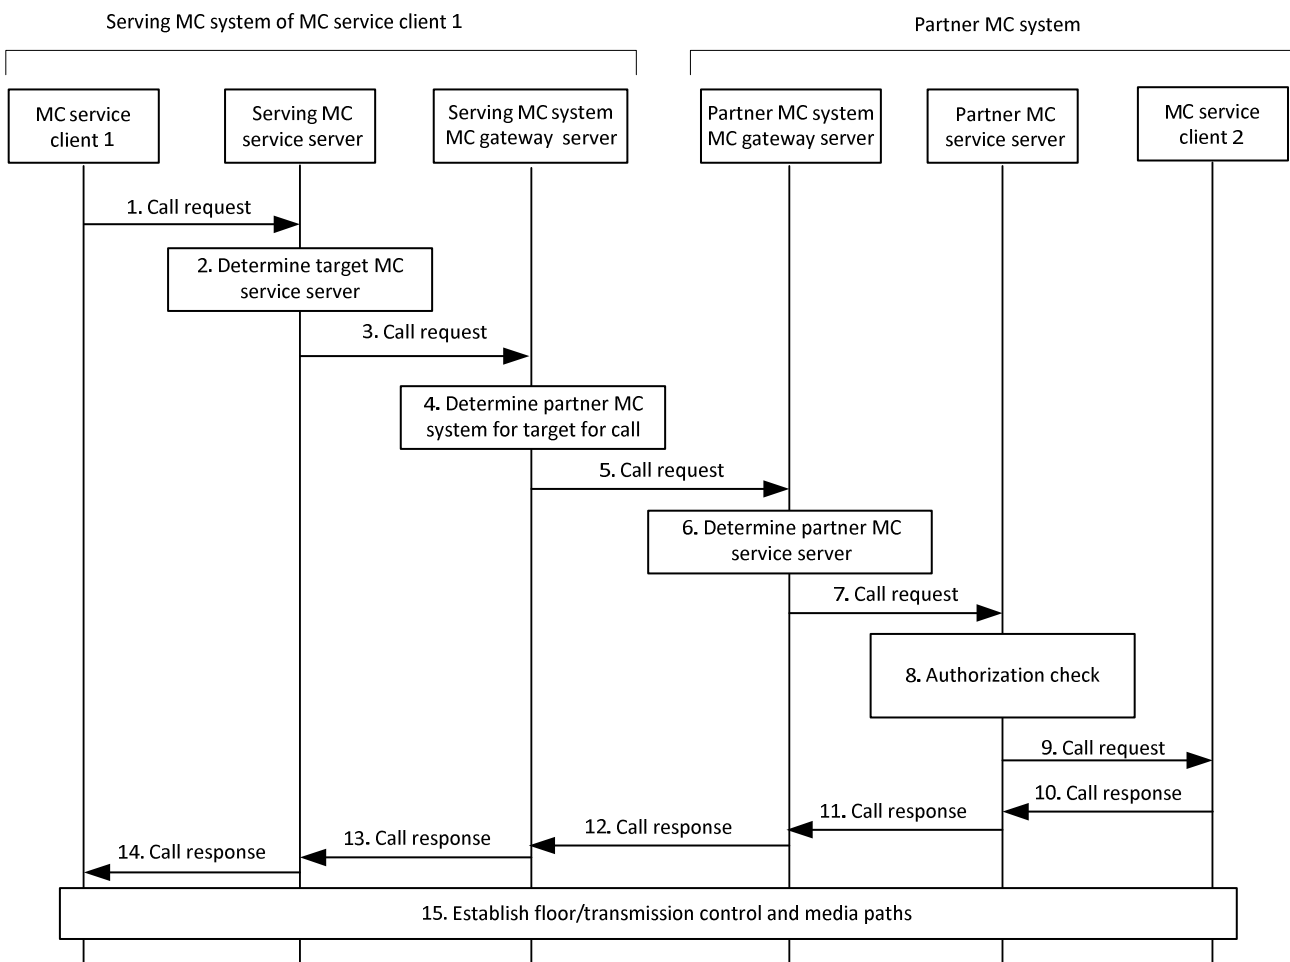 Serving MC system of MC service client 1
Partner MC system
MC service
client 1
Serving MC
service server
Serving MC system
MC gateway server
Partner MC system
MC gateway server
Partner MC
service server
MC service
client 2
1. Call request
2. Determine target MC
service server
3. Call request
4. Determine partner MC
system for target for call
5. Call request
6. Determine partner MC
service server
7. Call request
8. Authorization check
9. Call request
10. Call response
11. Call response
12. Call response
13. Call response
14. Call response
15. Establish floor/transmission control and media paths